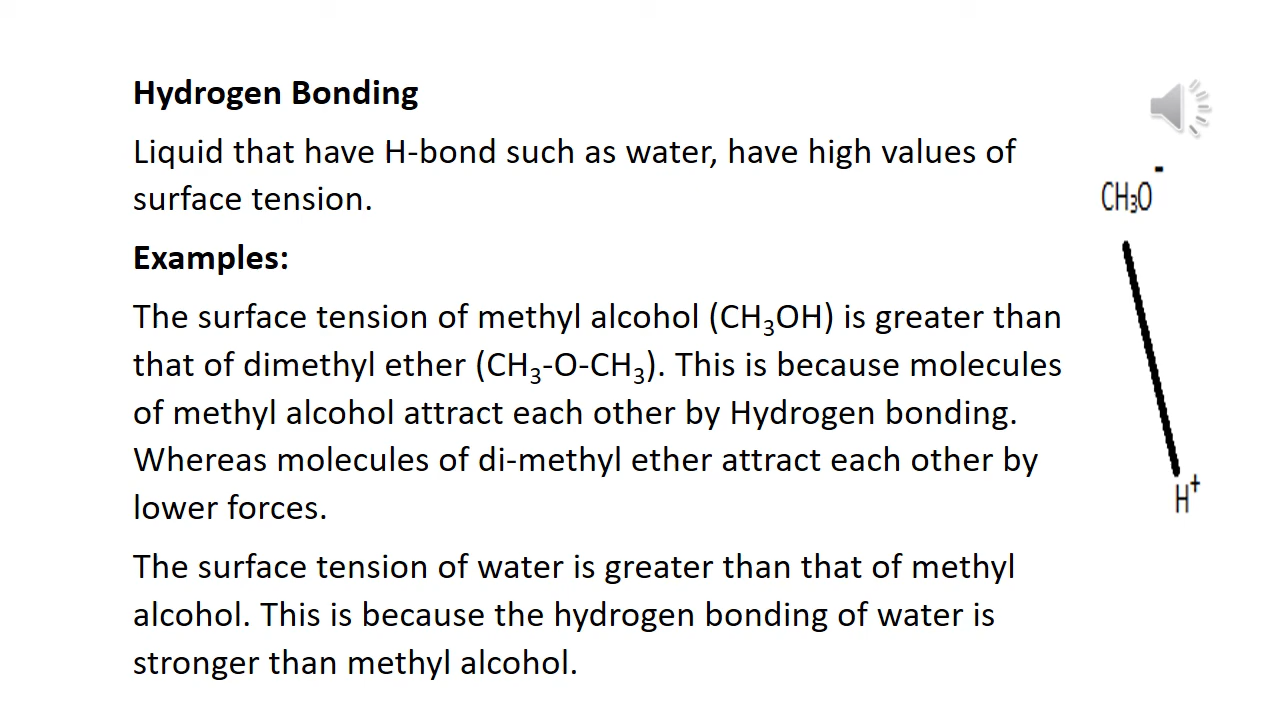 Hydrogen Bonding
Liquid that have H-bond such as water, have high values of
surface tension.
Examples:
The surface tension of methyl alcohol (CH₃OH) is greater than
that of dimethyl ether (CH₃-O-CH₃). This is because molecules
of methyl alcohol attract each other by Hydrogen bonding.
Whereas molecules of di-methyl ether attract each other by
lower forces.
The surface tension of water is greater than that of methyl
alcohol. This is because the hydrogen bonding of water is
stronger than methyl alcohol.
CH₃O⁻
H⁺